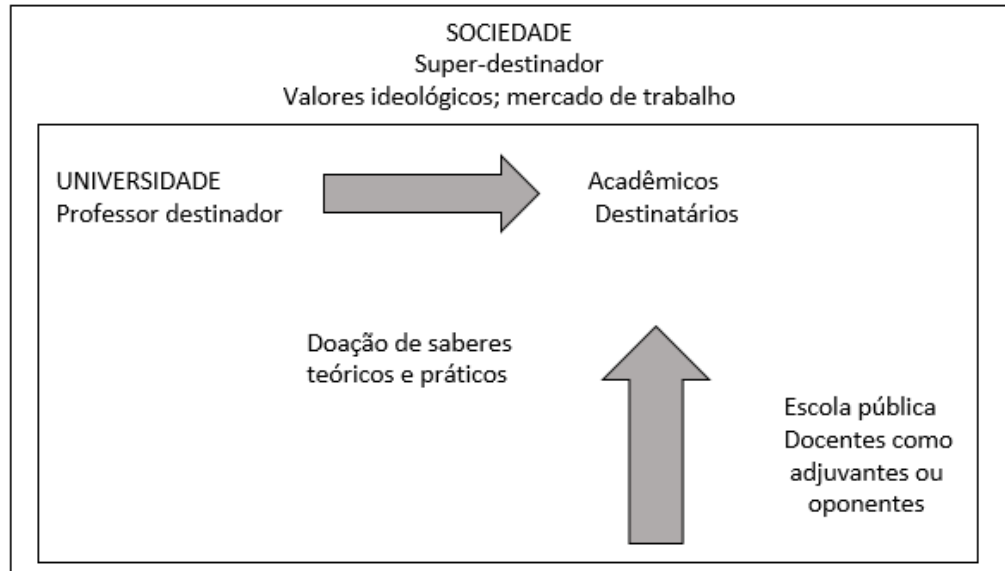 SOCIEDADE
Super-destinador
Valores ideológicos; mercado de trabalho
UNIVERSIDADE
Professor destinador
Acadêmicos
Destinatários
Doação de saberes
teóricos e práticos
Escola pública
Docentes como
adjuvantes ou
oponentes